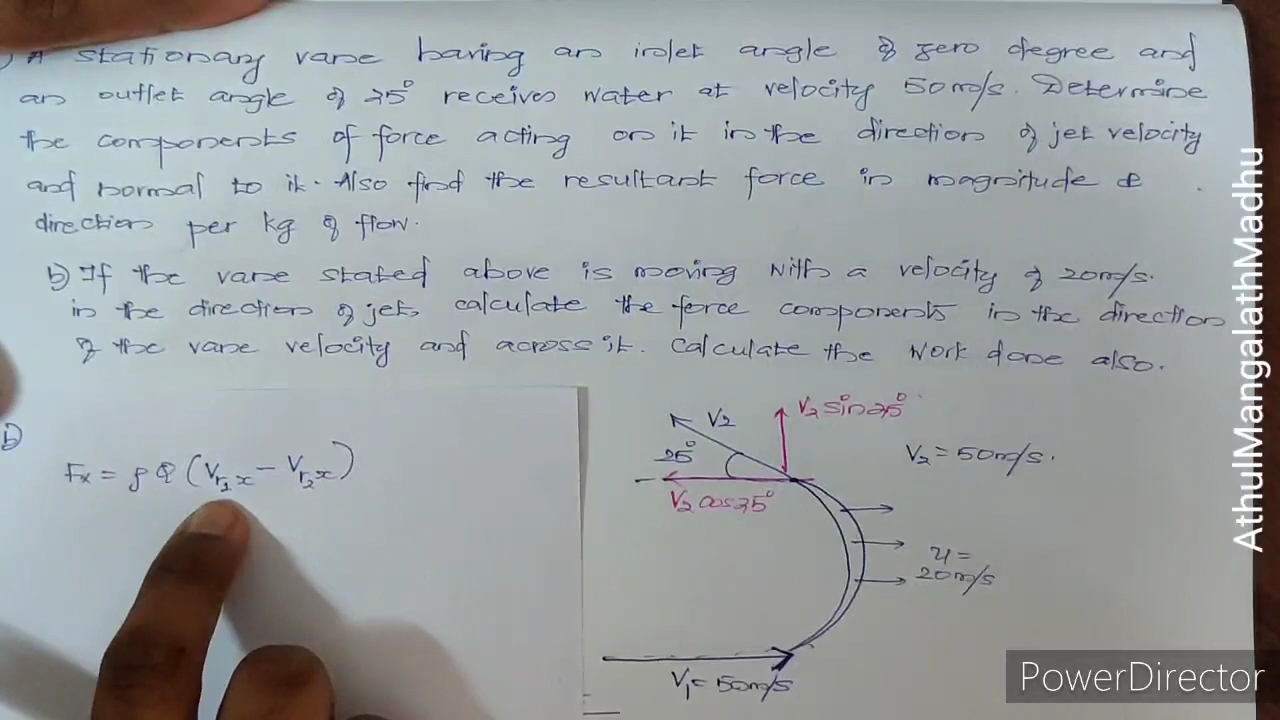 A stationary vane having an inlet angle of zero degree and
an outlet angle of 25° receives water at velocity 50m/s. Determine
the components of force acting on it in the direction of jet velocity
and normal to it. Also find the resultant force in magnitude &
direction per kg of flow.
b) If the vane stated above is moving with a velocity of 20m/s.
in the direction of jet, calculate the force components in the direction
of the vane velocity and across it. Calculate the work done also.
b)
Fx = ρQ (Vr1x - Vr2x)
V2
V2 sin25°
25°
V2 = 50m/s.
V2 cos25°
u =
20m/s
V1 = 50m/s
AthulMangalathMadhu
PowerDirector